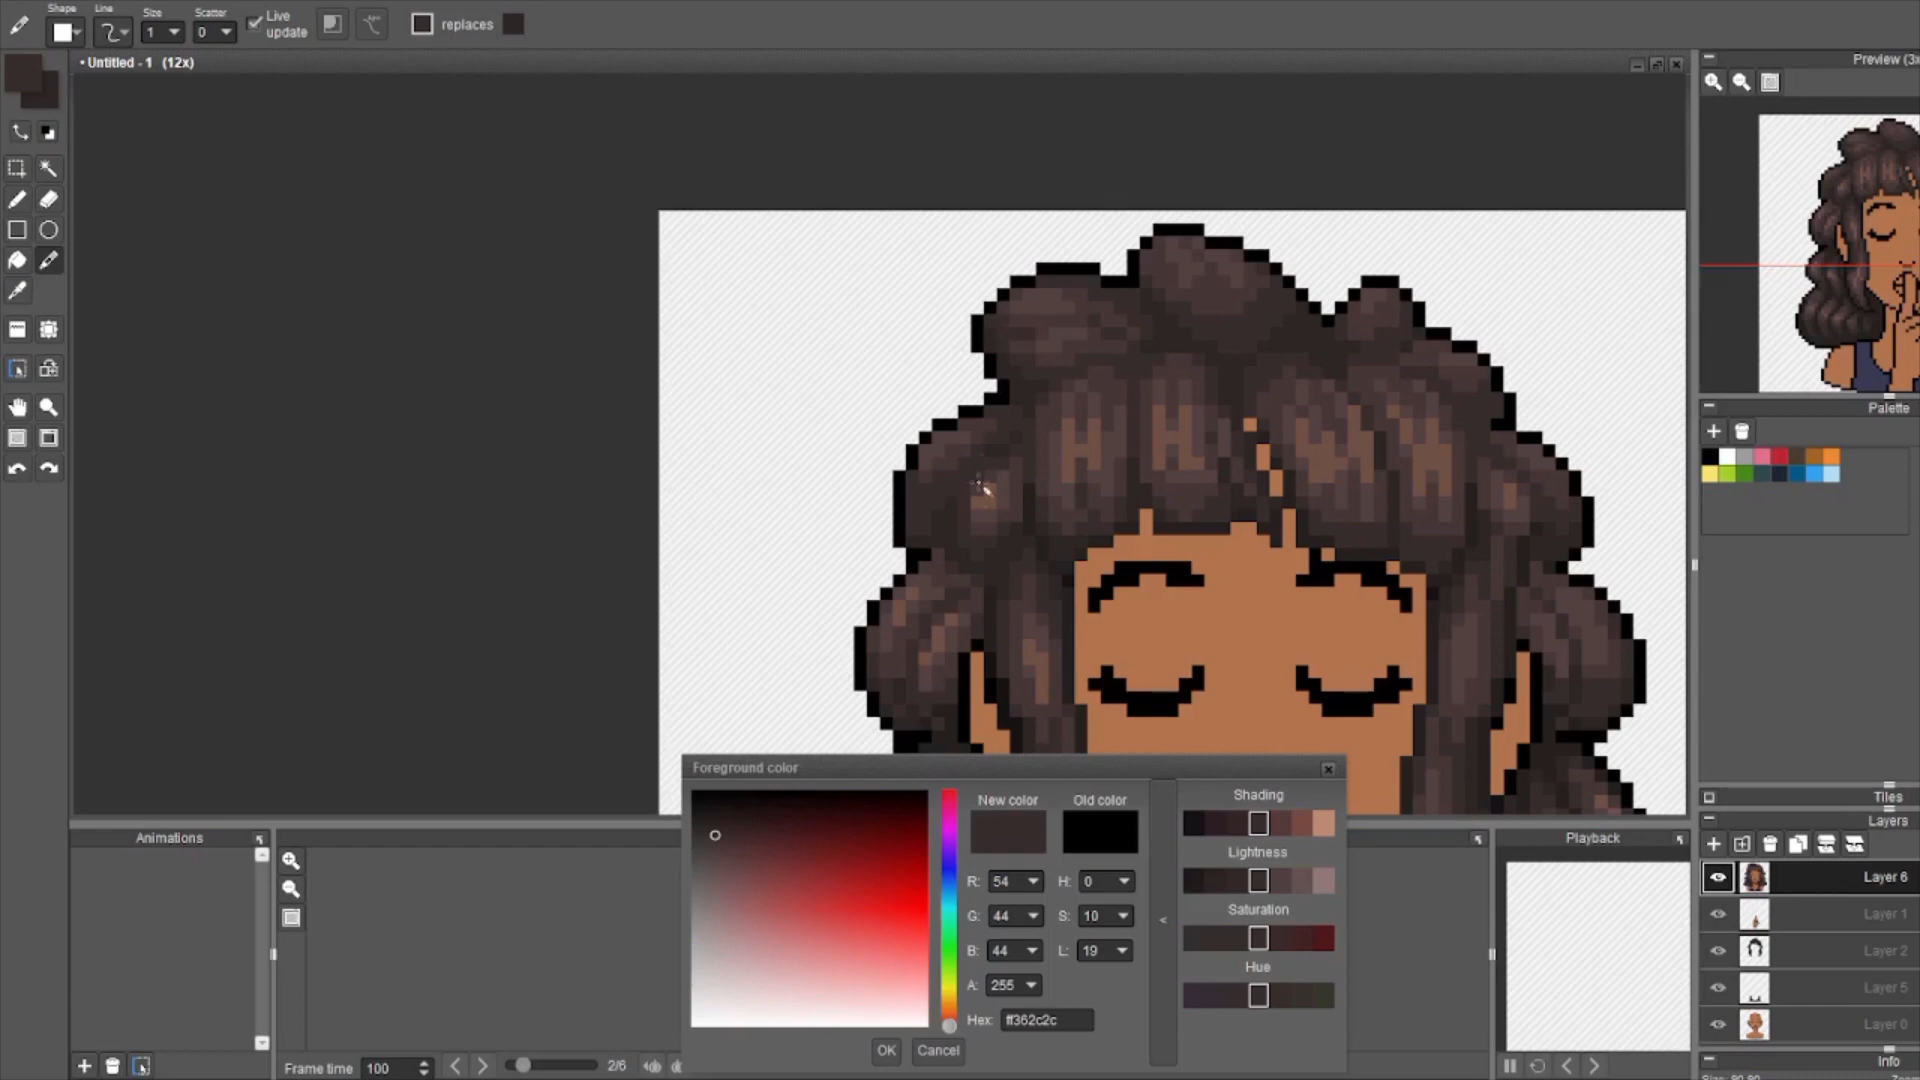 Shape
Line
Size
Scatter
1
0
Live update
replaces
• Untitled - 1 (12x)
Preview (3x
Palette
Tiles
Layers
Layer 6
Layer 1
Layer 2
Layer 5
Layer 0
Info
Foreground color
New color
Old color
R: 54
H: 0
G: 44
S: 10
B: 44
L: 19
A: 255
Hex: ff362c2c
OK
Cancel
<
Shading
Lightness
Saturation
Hue
Animations
Frame time 100
2/6
Playback